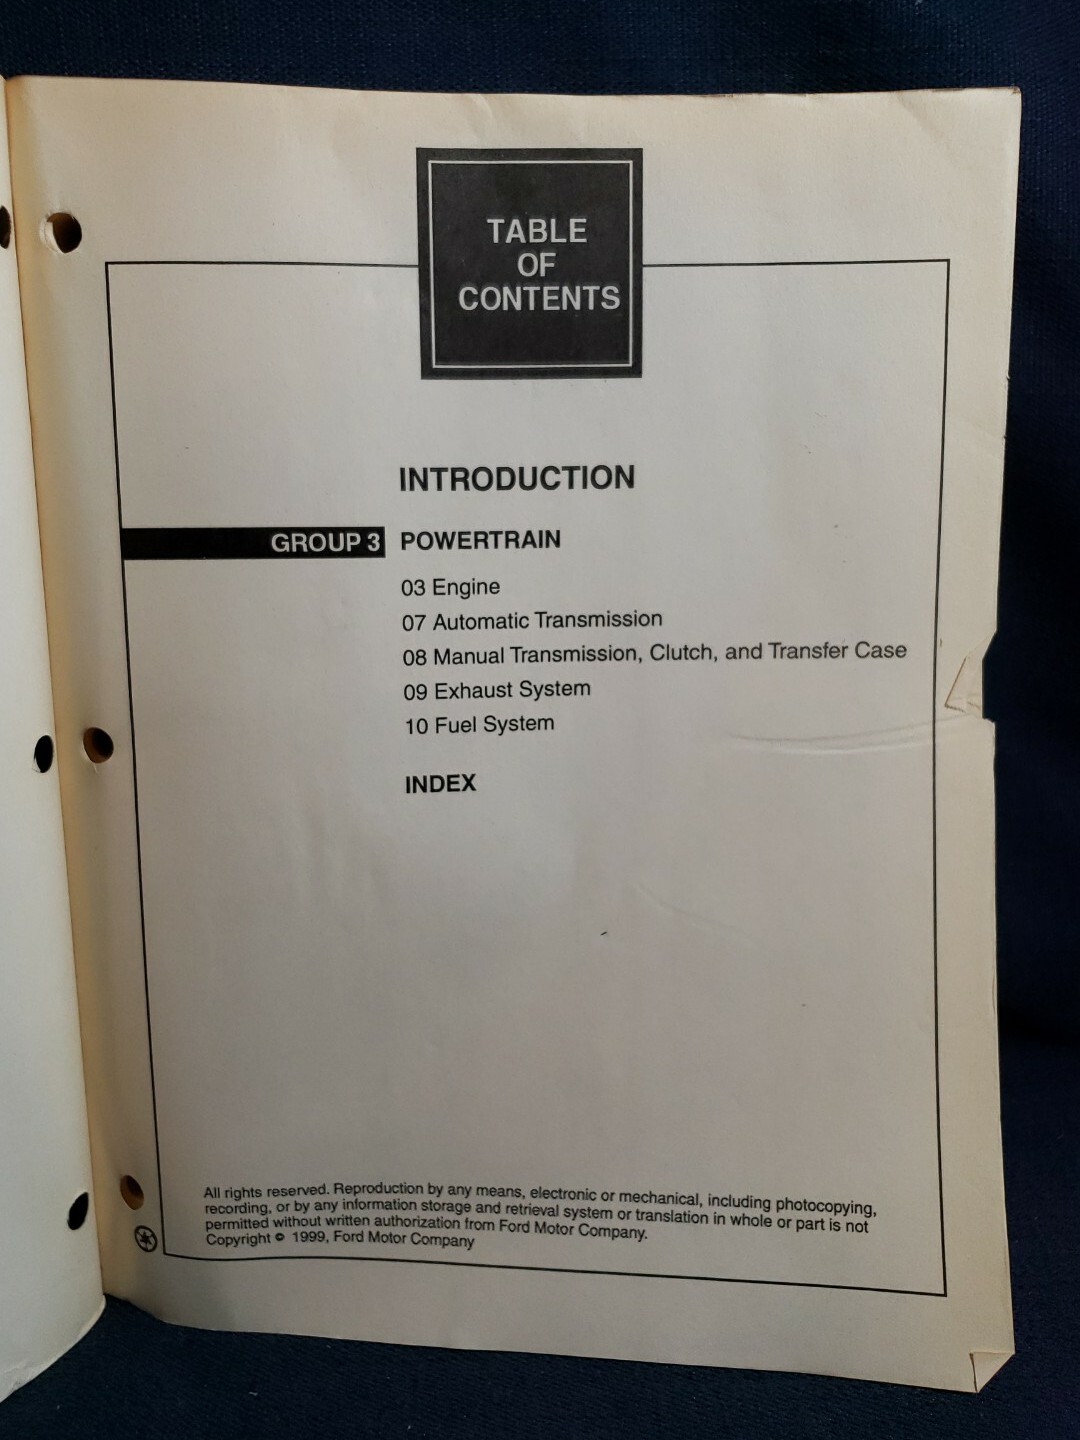 TABLE
OF
CONTENTS
INTRODUCTION
GROUP 3 POWERTRAIN
03 Engine
07 Automatic Transmission
08 Manual Transmission, Clutch, and Transfer Case
09 Exhaust System
10 Fuel System
INDEX
All rights reserved. Reproduction by any means, electronic or mechanical, including photocopying,
recording, or by any information storage and retrieval system or translation in whole or part is not
permitted without written authorization from Ford Motor Company.
Copyright © 1999, Ford Motor Company